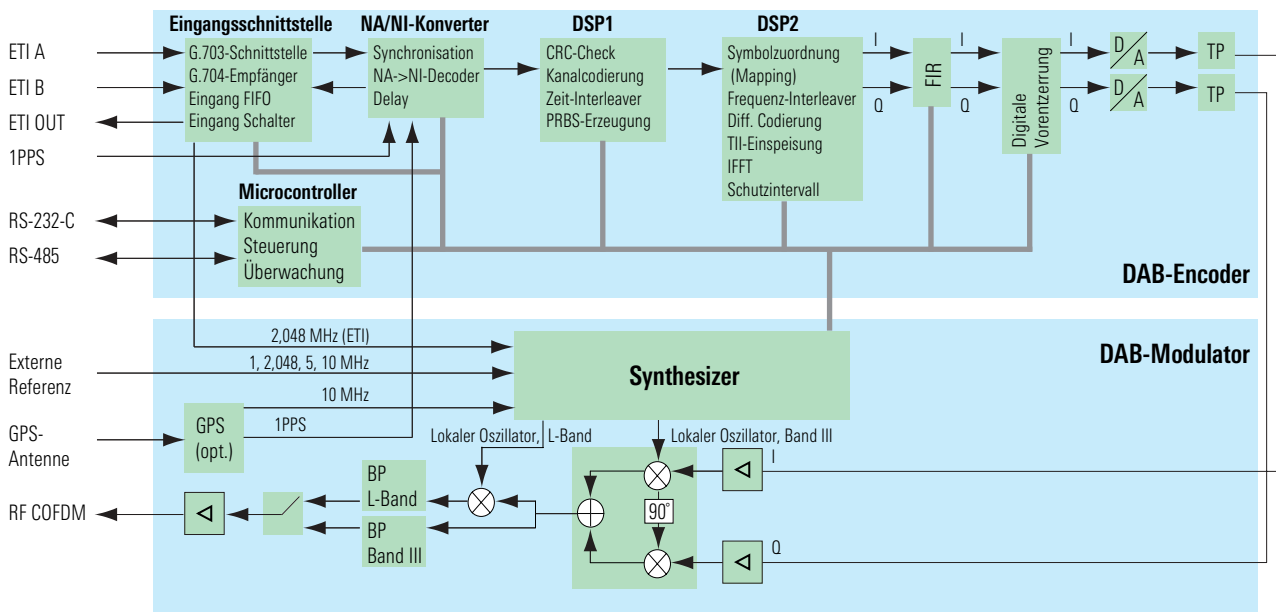 Eingangsschnittstelle
NA/NI-Konverter
DSP1
DSP2
ETI A
ETI B
ETI OUT
1PPS
RS-232-C
RS-485
G.703-Schnittstelle
G.704-Empfänger
Eingang FIFO
Eingang Schalter
Synchronisation
NA->NI-Decoder
Delay
CRC-Check
Kanalcodierung
Zeit-Interleaver
PRBS-Erzeugung
Symbolzuordnung
(Mapping)
Frequenz-Interleaver
Diff. Codierung
TII-Einspeisung
IFFT
Schutzintervall
I
Q
FIR
I
Q
Digitale
Vorentzerrung
I
Q
D/A
D/A
TP
TP
Microcontroller
Kommunikation
Steuerung
Überwachung
DAB-Encoder
DAB-Modulator
Externe
Referenz
GPS-
Antenne
RF COFDM
2,048 MHz (ETI)
1, 2,048, 5, 10 MHz
10 MHz
1PPS
GPS
(opt.)
Synthesizer
Lokaler Oszillator, L-Band
Lokaler Oszillator, Band III
BP
L-Band
BP
Band III
90°
I
Q